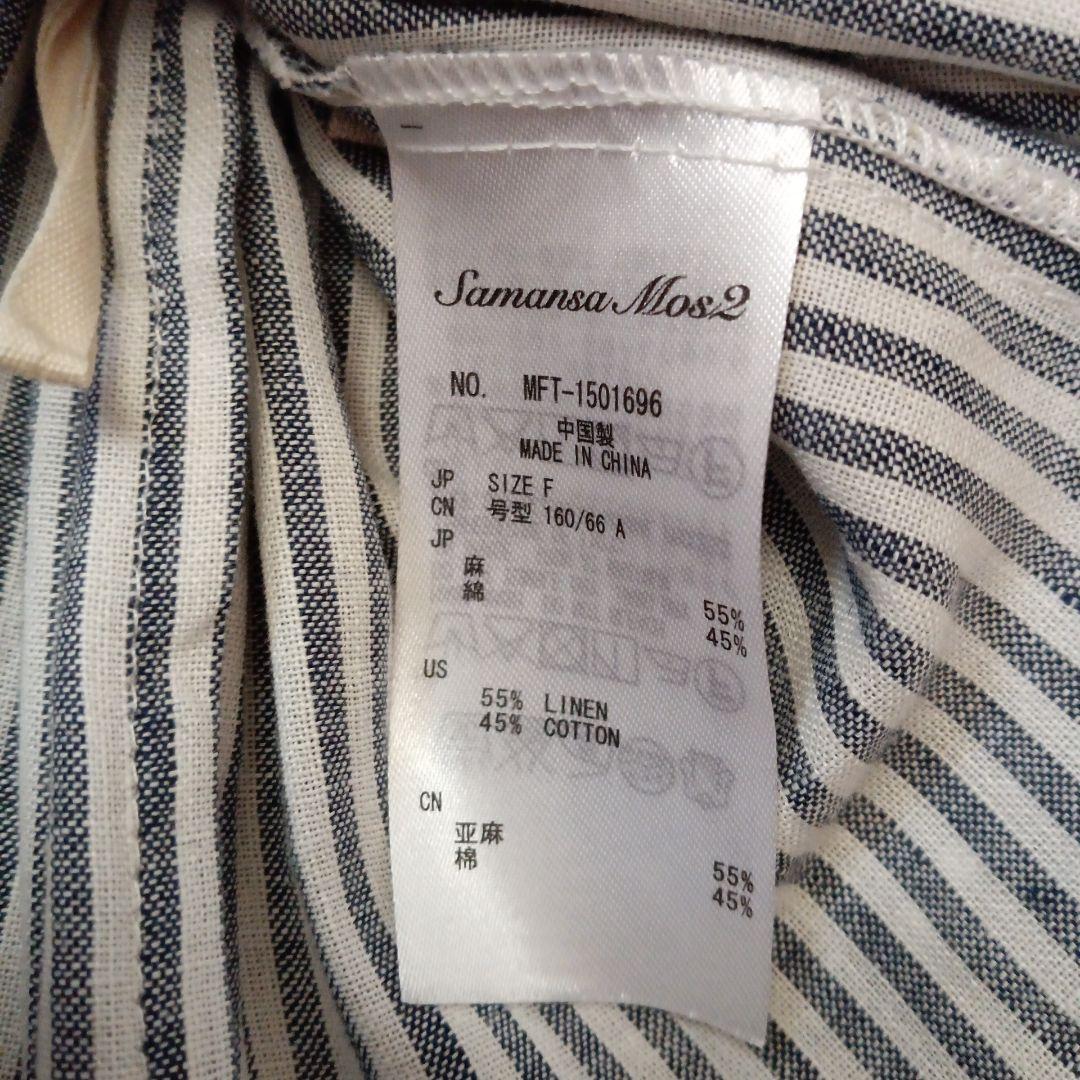 Samansa Mos2
NO. MFT-1501696
中国製
MADE IN CHINA
JP SIZE F
CN 号型 160/66 A
JP
麻 55%
綿 45%
US
55% LINEN
45% COTTON
CN
亚麻 55%
棉 45%